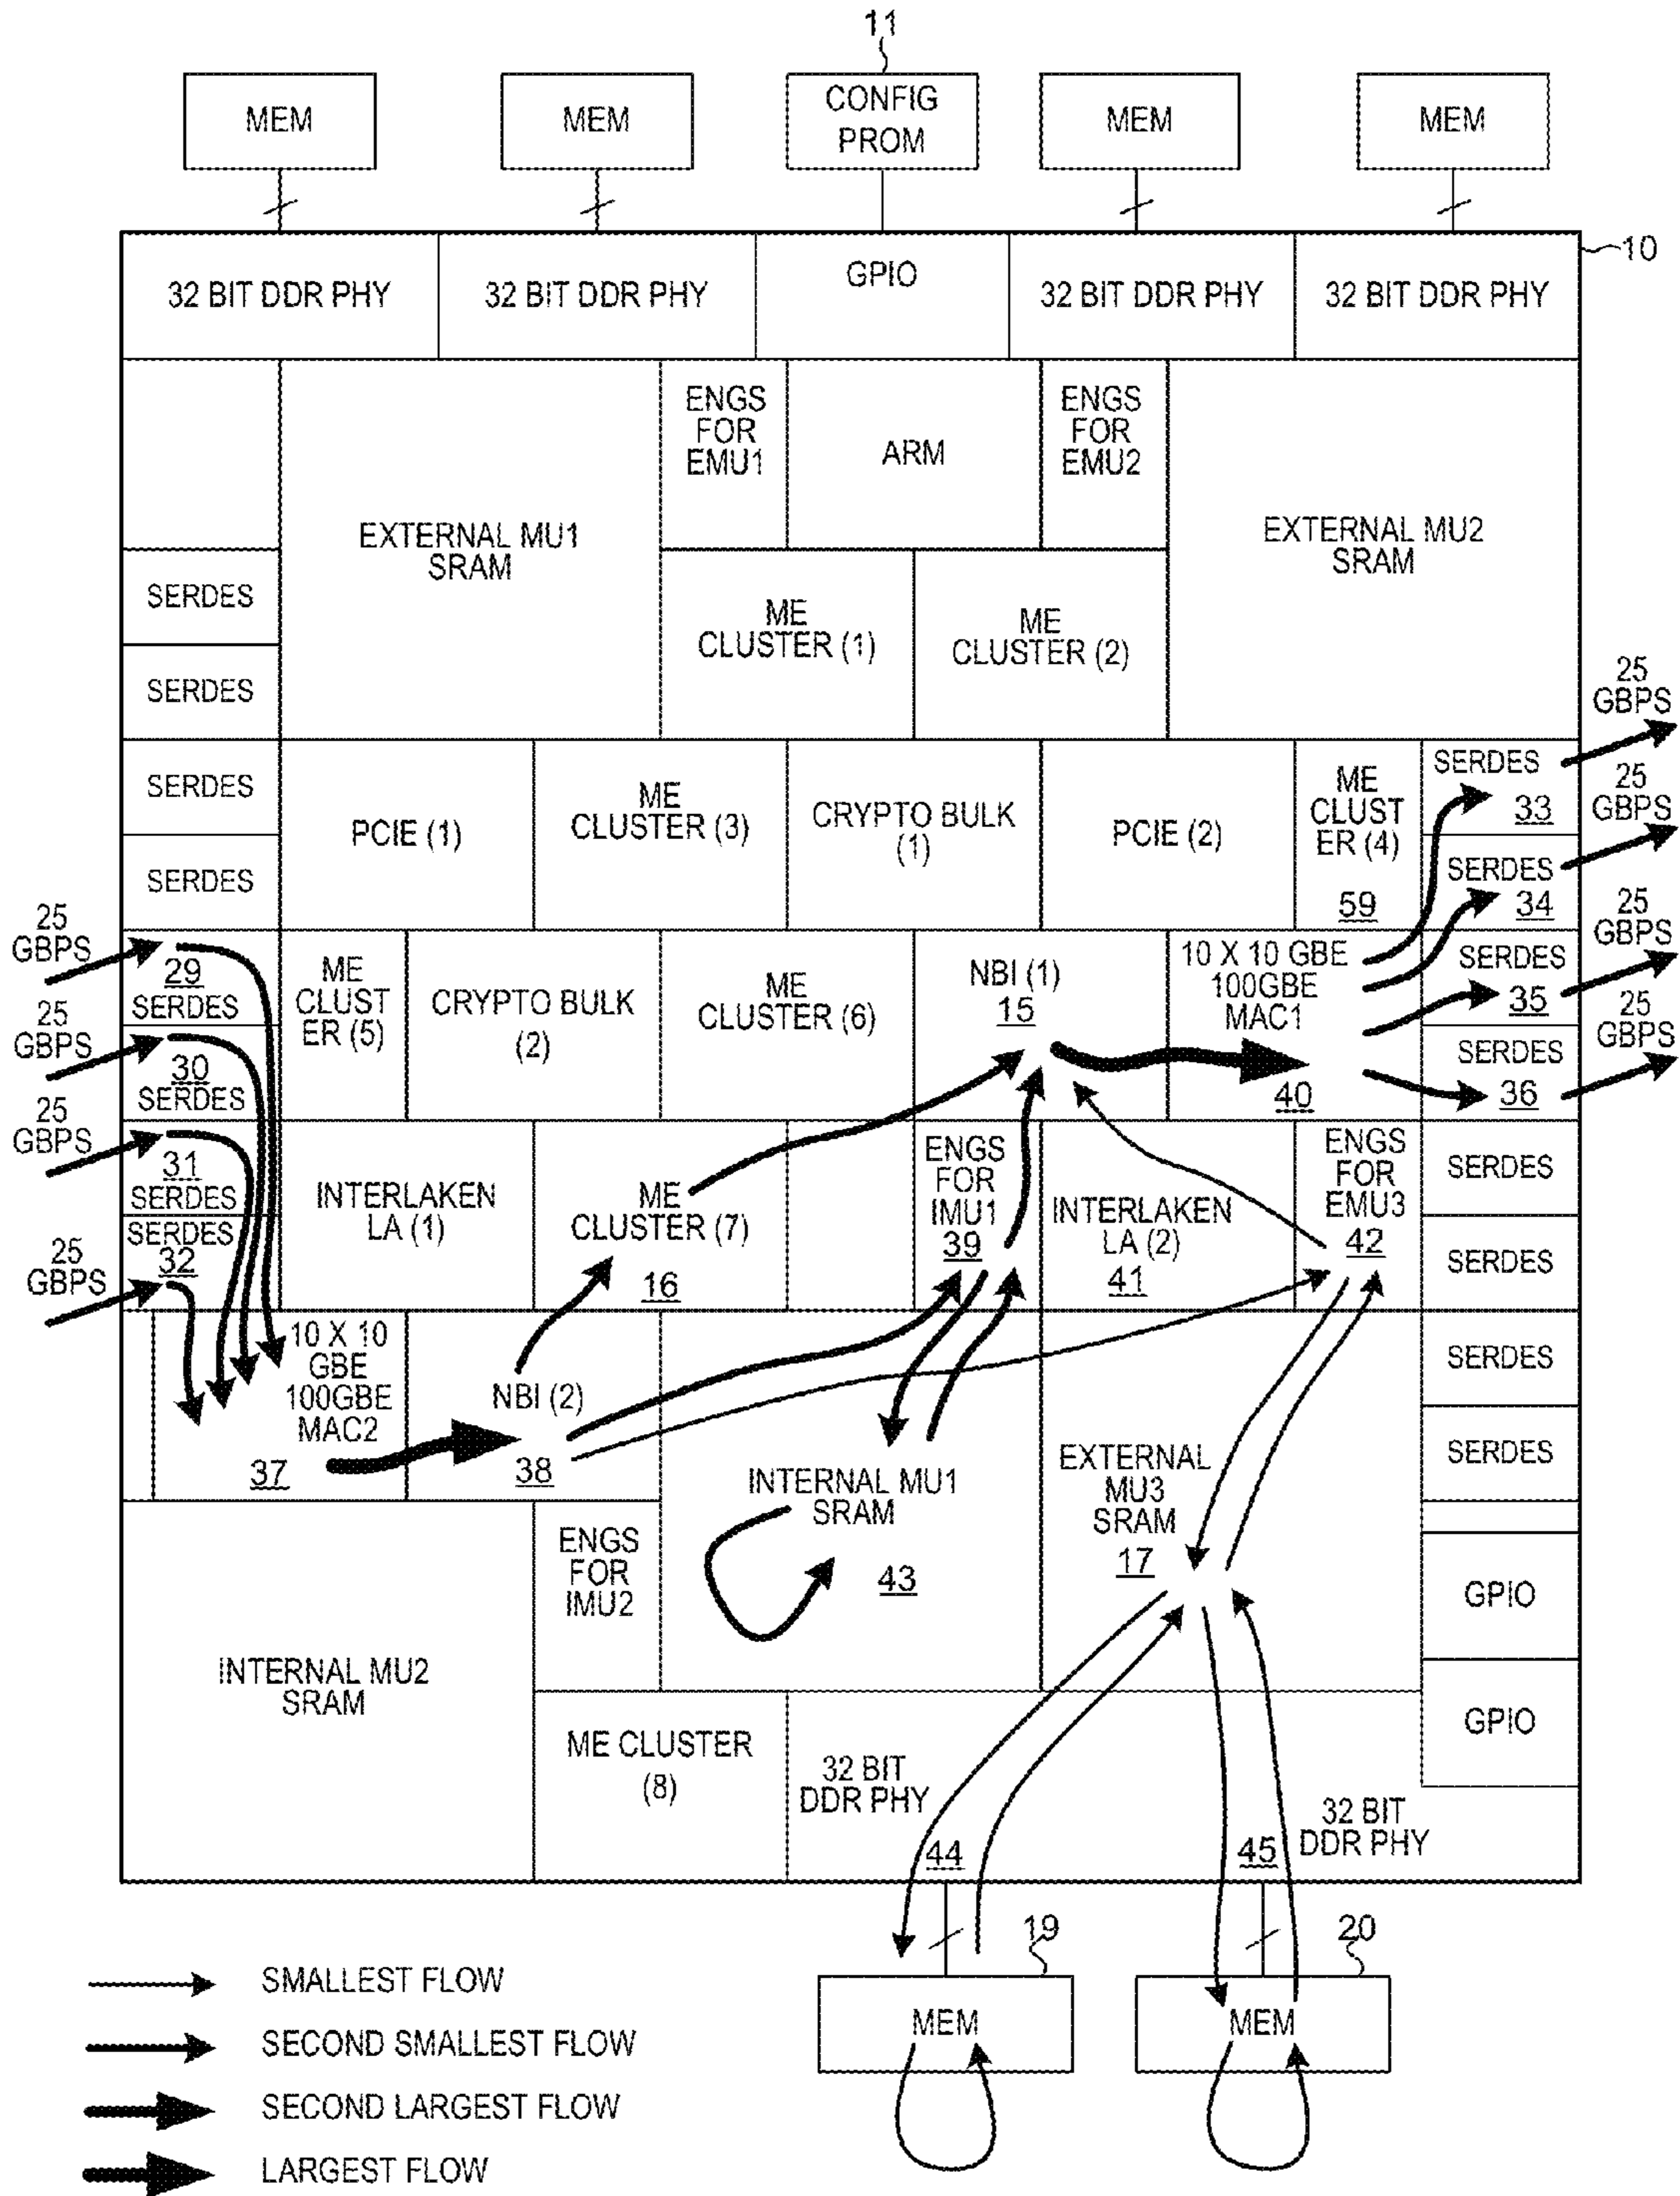 11
MEM
MEM
CONFIG
PROM
MEM
MEM
10
32 BIT DDR PHY
32 BIT DDR PHY
GPIO
32 BIT DDR PHY
32 BIT DDR PHY
EXTERNAL MU1
SRAM
ENGS
FOR
EMU1
ARM
ENGS
FOR
EMU2
EXTERNAL MU2
SRAM
SERDES
SERDES
ME
CLUSTER (1)
ME
CLUSTER (2)
25
GBPS
SERDES
SERDES
PCIE (1)
ME
CLUSTER (3)
CRYPTO BULK
(1)
PCIE (2)
ME
CLUST
ER (4)
59
SERDES
33
25
GBPS
SERDES
34
25
GBPS
25
GBPS
29
SERDES
25
GBPS
30
SERDES
ME
CLUST
ER (5)
CRYPTO BULK
(2)
ME
CLUSTER (6)
NBI (1)
15
10 X 10 GBE
100GBE
MAC1
40
SERDES
35
25
GBPS
SERDES
36
25
GBPS
31
SERDES
25
GBPS
SERDES
32
INTERLAKEN
LA (1)
ME
CLUSTER (7)
16
ENGS
FOR
IMU1
39
INTERLAKEN
LA (2)
41
ENGS
FOR
EMU3
42
SERDES
SERDES
10 X 10
GBE
100GBE
MAC2
37
NBI (2)
38
INTERNAL MU1
SRAM
43
EXTERNAL
MU3
SRAM
17
SERDES
SERDES
ENGS
FOR
IMU2
GPIO
INTERNAL MU2
SRAM
ME CLUSTER
(8)
32 BIT
DDR PHY
44
45
32 BIT
DDR PHY
GPIO
19
20
MEM
MEM
SMALLEST FLOW
SECOND SMALLEST FLOW
SECOND LARGEST FLOW
LARGEST FLOW